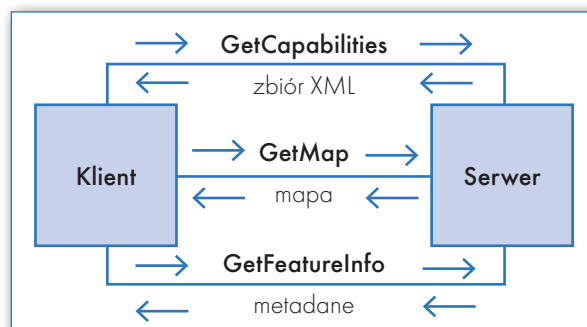 GetCapabilities
zbiór XML
Klient
GetMap
Serwer
mapa
GetFeatureInfo
metadane